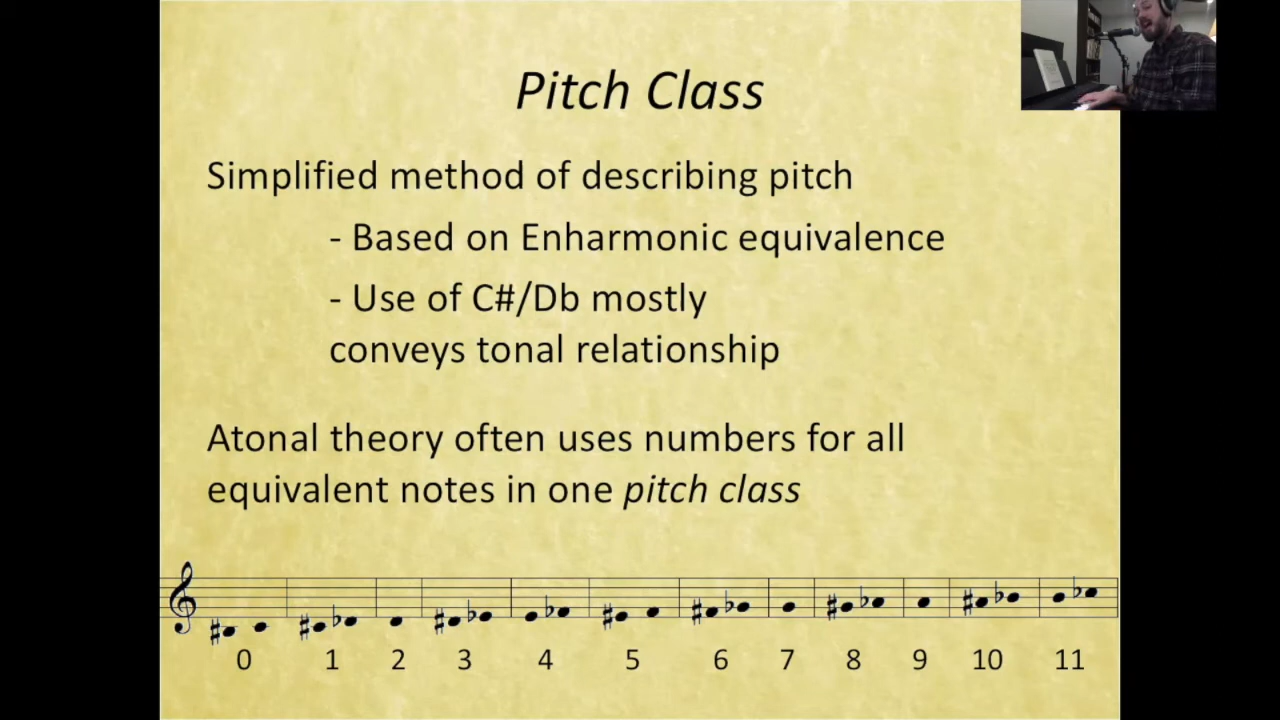 Pitch Class
Simplified method of describing pitch
- Based on Enharmonic equivalence
- Use of C#/Db mostly
conveys tonal relationship
Atonal theory often uses numbers for all
equivalent notes in one pitch class
0 1 2 3 4 5 6 7 8 9 10 11